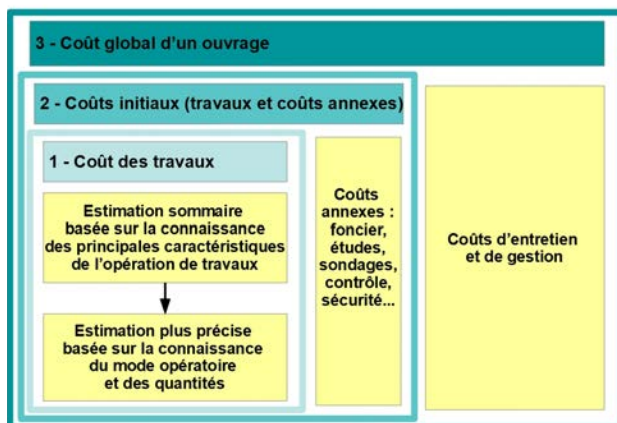 3 - Coût global d'un ouvrage
2 - Coûts initiaux (travaux et coûts annexes)
1 - Coût des travaux
Estimation sommaire
basée sur la connaissance
des principales caractéristiques
de l'opération de travaux
Estimation plus précise
basée sur la connaissance
du mode opératoire
et des quantités
Coûts
annexes :
foncier,
études,
sondages,
contrôle,
sécurité...
Coûts d'entretien
et de gestion